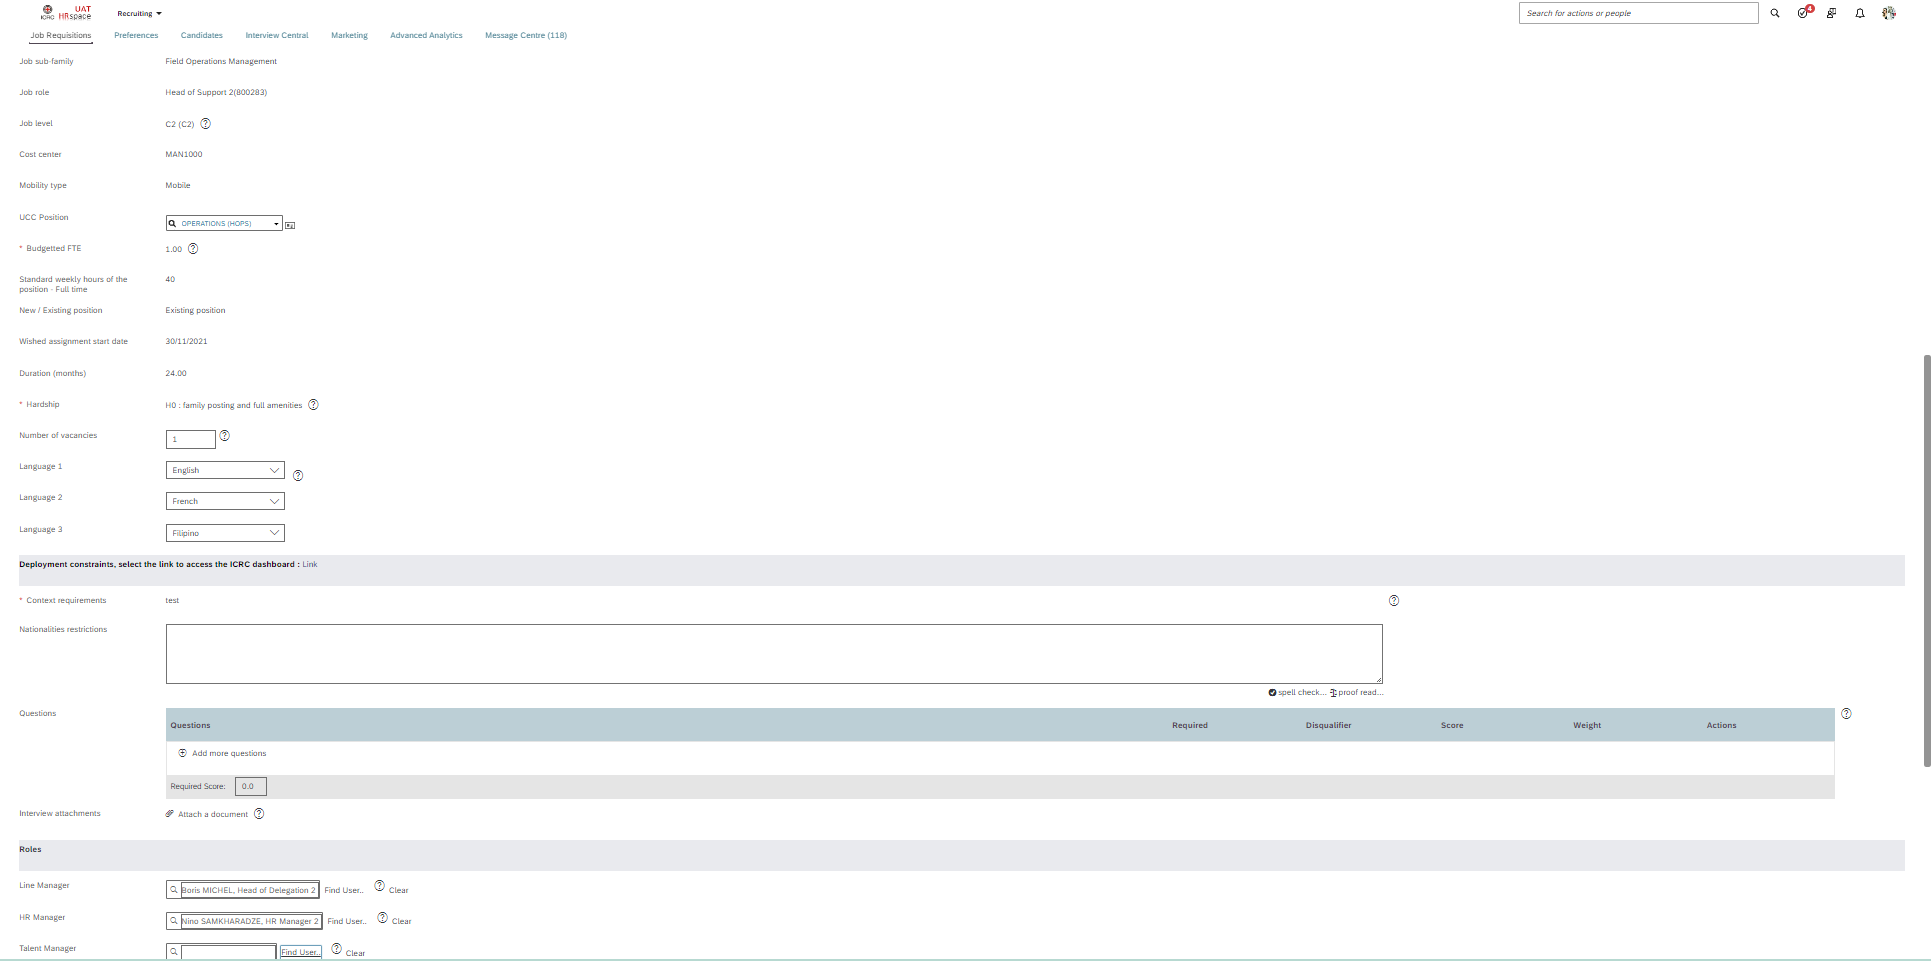 ICRC
UAT
HRspace
Recruiting
Search for actions or people
4
Job Requisitions
Preferences
Candidates
Interview Central
Marketing
Advanced Analytics
Message Centre (118)
Job sub-family
Field Operations Management
Job role
Head of Support 2(800283)
Job level
C2 (C2)
Cost center
MAN1000
Mobility type
Mobile
UCC Position
OPERATIONS (HOPS)
* Budgetted FTE
1.00
Standard weekly hours of the
position - Full time
40
New / Existing position
Existing position
Wished assignment start date
30/11/2021
Duration (months)
24.00
* Hardship
H0 : family posting and full amenities
Number of vacancies
1
Language 1
English
Language 2
French
Language 3
Filipino
Deployment constraints, select the link to access the ICRC dashboard : Link
* Context requirements
test
Nationalities restrictions
spell check... proof read...
Questions
Questions
Required
Disqualifier
Score
Weight
Actions
Add more questions
Required Score: 0.0
Interview attachments
Attach a document
Roles
Line Manager
Boris MICHEL, Head of Delegation 2
Find User..
Clear
HR Manager
Nino SAMKHARADZE, HR Manager 2
Find User..
Clear
Talent Manager
Find User..
Clear